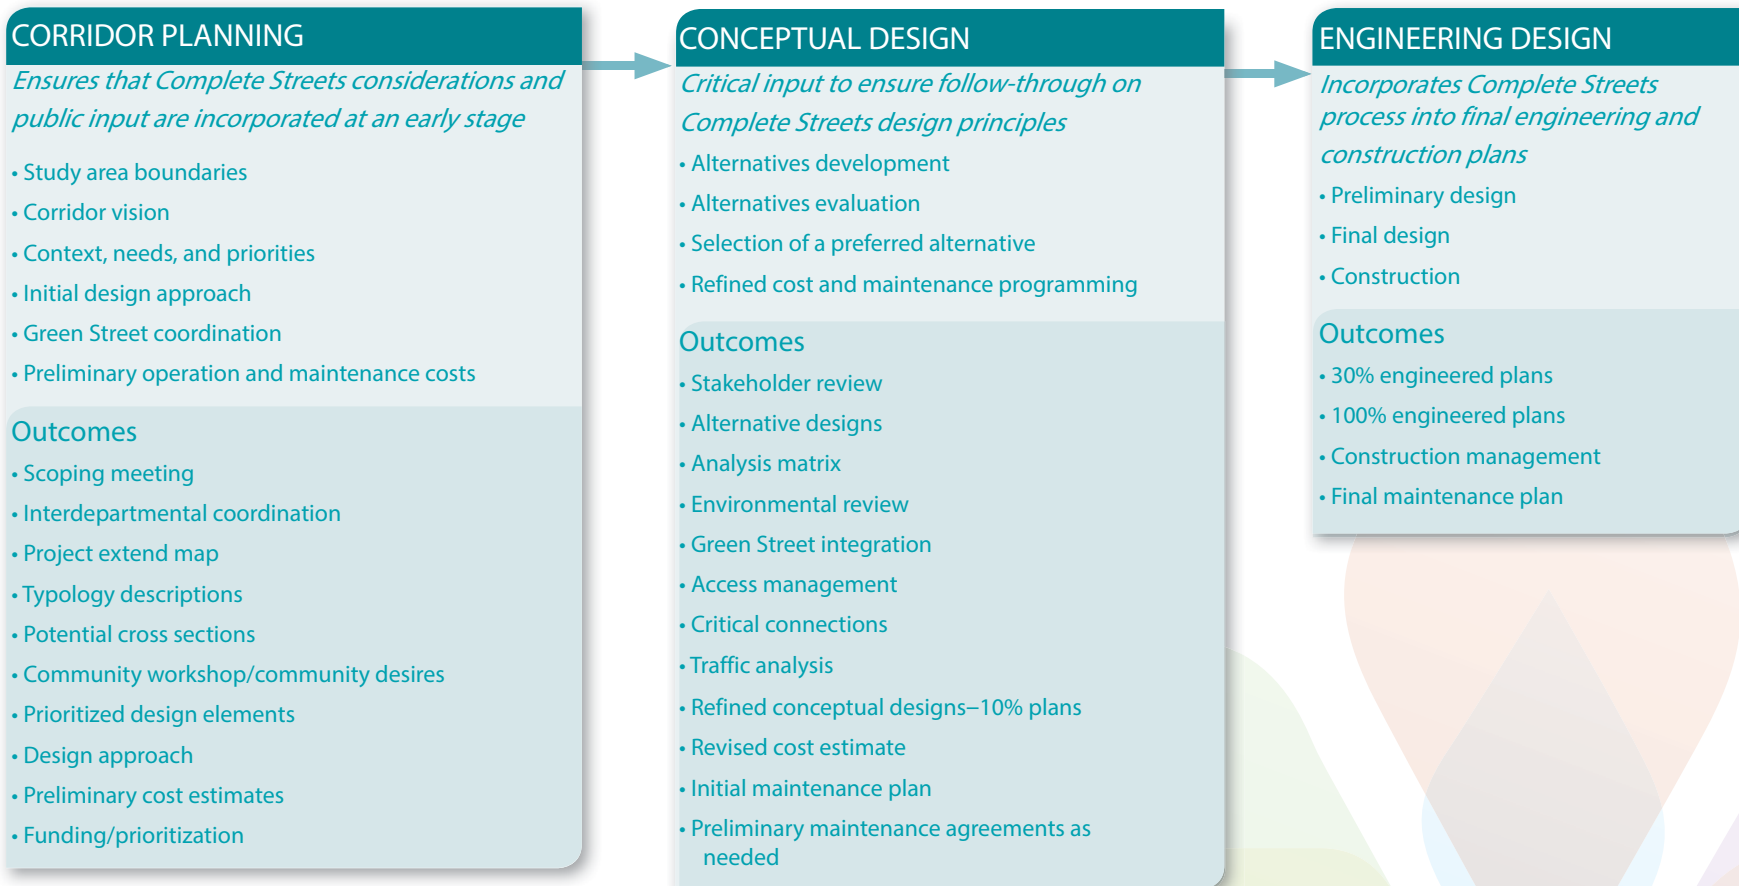 CORRIDOR PLANNING
Ensures that Complete Streets considerations and
public input are incorporated at an early stage
• Study area boundaries
• Corridor vision
• Context, needs, and priorities
• Initial design approach
• Green Street coordination
• Preliminary operation and maintenance costs
Outcomes
• Scoping meeting
• Interdepartmental coordination
• Project extend map
• Typology descriptions
• Potential cross sections
• Community workshop/community desires
• Prioritized design elements
• Design approach
• Preliminary cost estimates
• Funding/prioritization
CONCEPTUAL DESIGN
Critical input to ensure follow-through on
Complete Streets design principles
• Alternatives development
• Alternatives evaluation
• Selection of a preferred alternative
• Refined cost and maintenance programming
Outcomes
• Stakeholder review
• Alternative designs
• Analysis matrix
• Environmental review
• Green Street integration
• Access management
• Critical connections
• Traffic analysis
• Refined conceptual designs–10% plans
• Revised cost estimate
• Initial maintenance plan
• Preliminary maintenance agreements as
needed
ENGINEERING DESIGN
Incorporates Complete Streets
process into final engineering and
construction plans
• Preliminary design
• Final design
• Construction
Outcomes
• 30% engineered plans
• 100% engineered plans
• Construction management
• Final maintenance plan